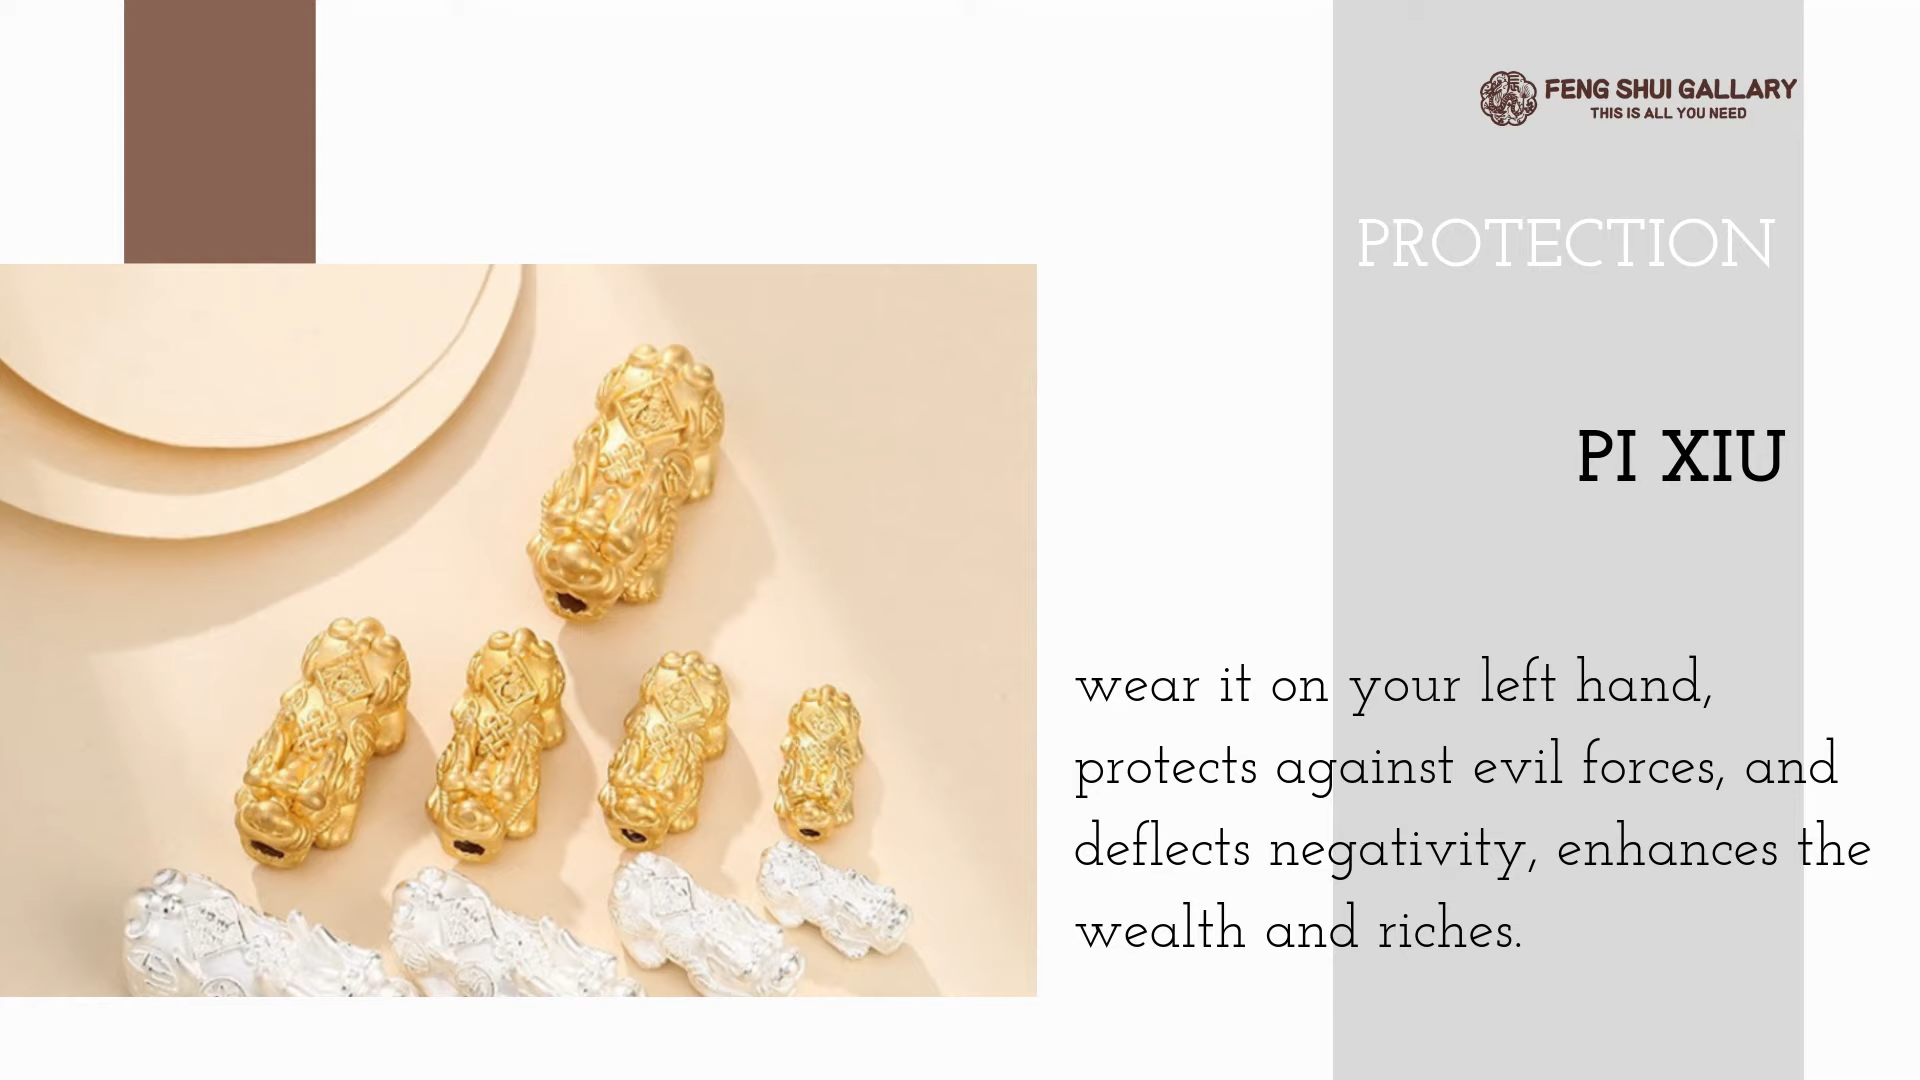 FENG SHUI GALLARY
THIS IS ALL YOU NEED
PROTECTION
PI XIU
wear it on your left hand,
protects against evil forces, and
deflects negativity, enhances the
wealth and riches.